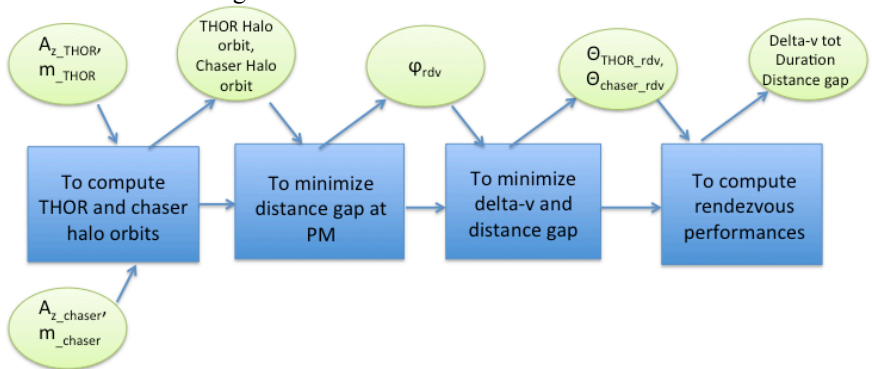 A_z_THOR,
m_THOR
THOR Halo
orbit,
Chaser Halo
orbit
φrdv
ΘTHOR_rdv,
Θchaser_rdv
Delta-v tot
Duration
Distance gap
To compute
THOR and chaser
halo orbits
To minimize
distance gap at
PM
To minimize
delta-v and
distance gap
To compute
rendezvous
performances
A_z_chaser,
m_chaser